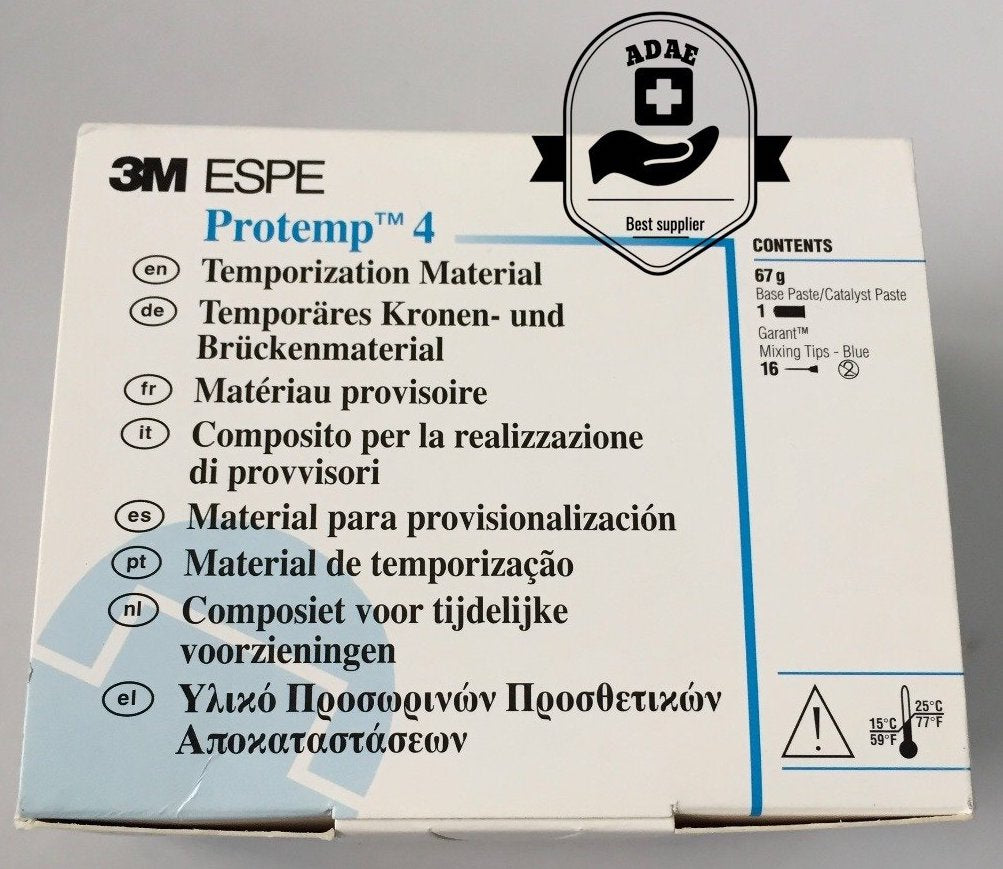 ADAE
Best supplier
3M ESPE
Protemp™ 4
en Temporization Material
de Temporäres Kronen- und
Brückenmaterial
fr Matériau provisoire
it Composito per la realizzazione
di provvisori
es Material para provisionalización
pt Material de temporização
nl Composiet voor tijdelijke
voorzieningen
el Υλικό Προσωρινών Προσθετικών
Αποκαταστάσεων
CONTENTS
67 g
Base Paste/Catalyst Paste
1
Garant™
Mixing Tips - Blue
16 2
!
15°C
59°F
25°C
77°F